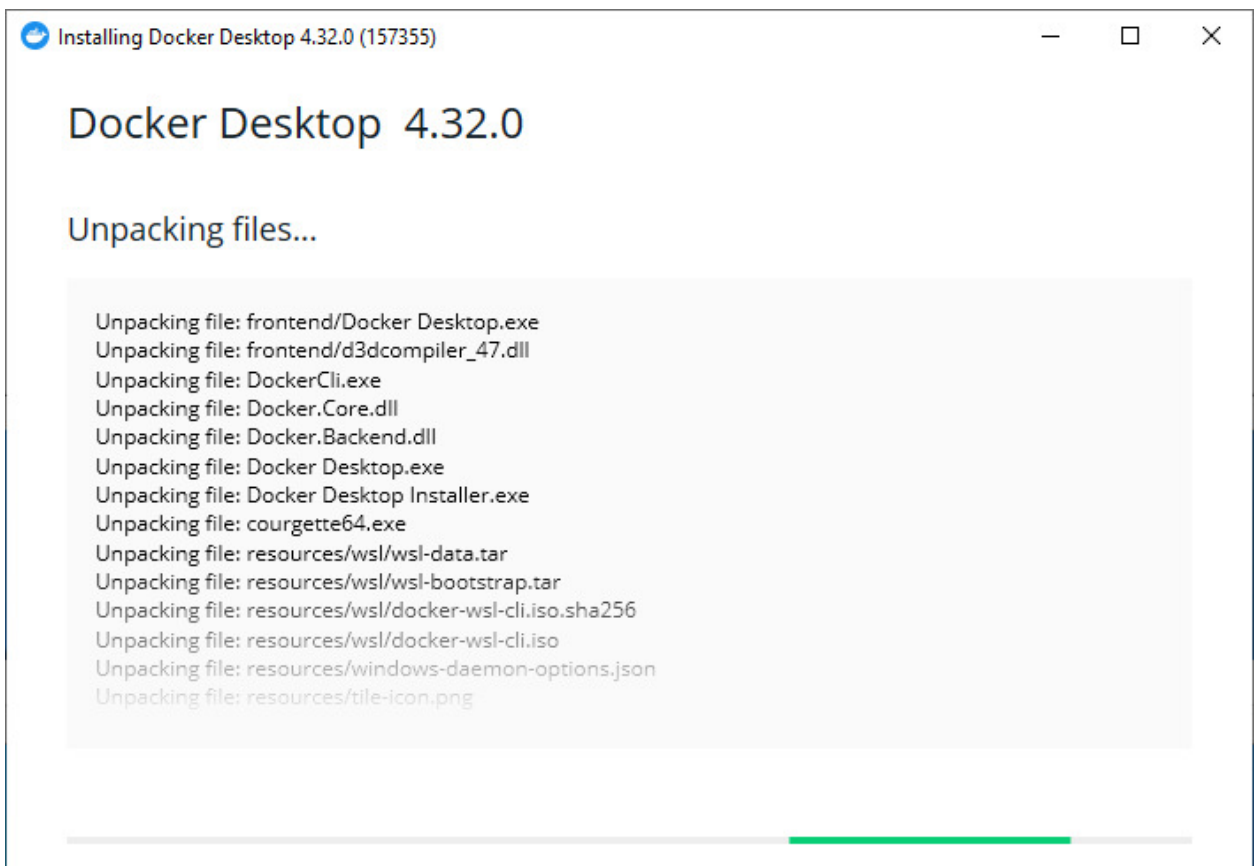 Installing Docker Desktop 4.32.0 (157355)
Docker Desktop 4.32.0
Unpacking files...
Unpacking file: frontend/Docker Desktop.exe
Unpacking file: frontend/d3dcompiler_47.dll
Unpacking file: DockerCli.exe
Unpacking file: Docker.Core.dll
Unpacking file: Docker.Backend.dll
Unpacking file: Docker Desktop.exe
Unpacking file: Docker Desktop Installer.exe
Unpacking file: courgette64.exe
Unpacking file: resources/wsl/wsl-data.tar
Unpacking file: resources/wsl/wsl-bootstrap.tar
Unpacking file: resources/wsl/docker-wsl-cli.iso.sha256
Unpacking file: resources/wsl/docker-wsl-cli.iso
Unpacking file: resources/windows-daemon-options.json
Unpacking file: resources/tile-icon.png